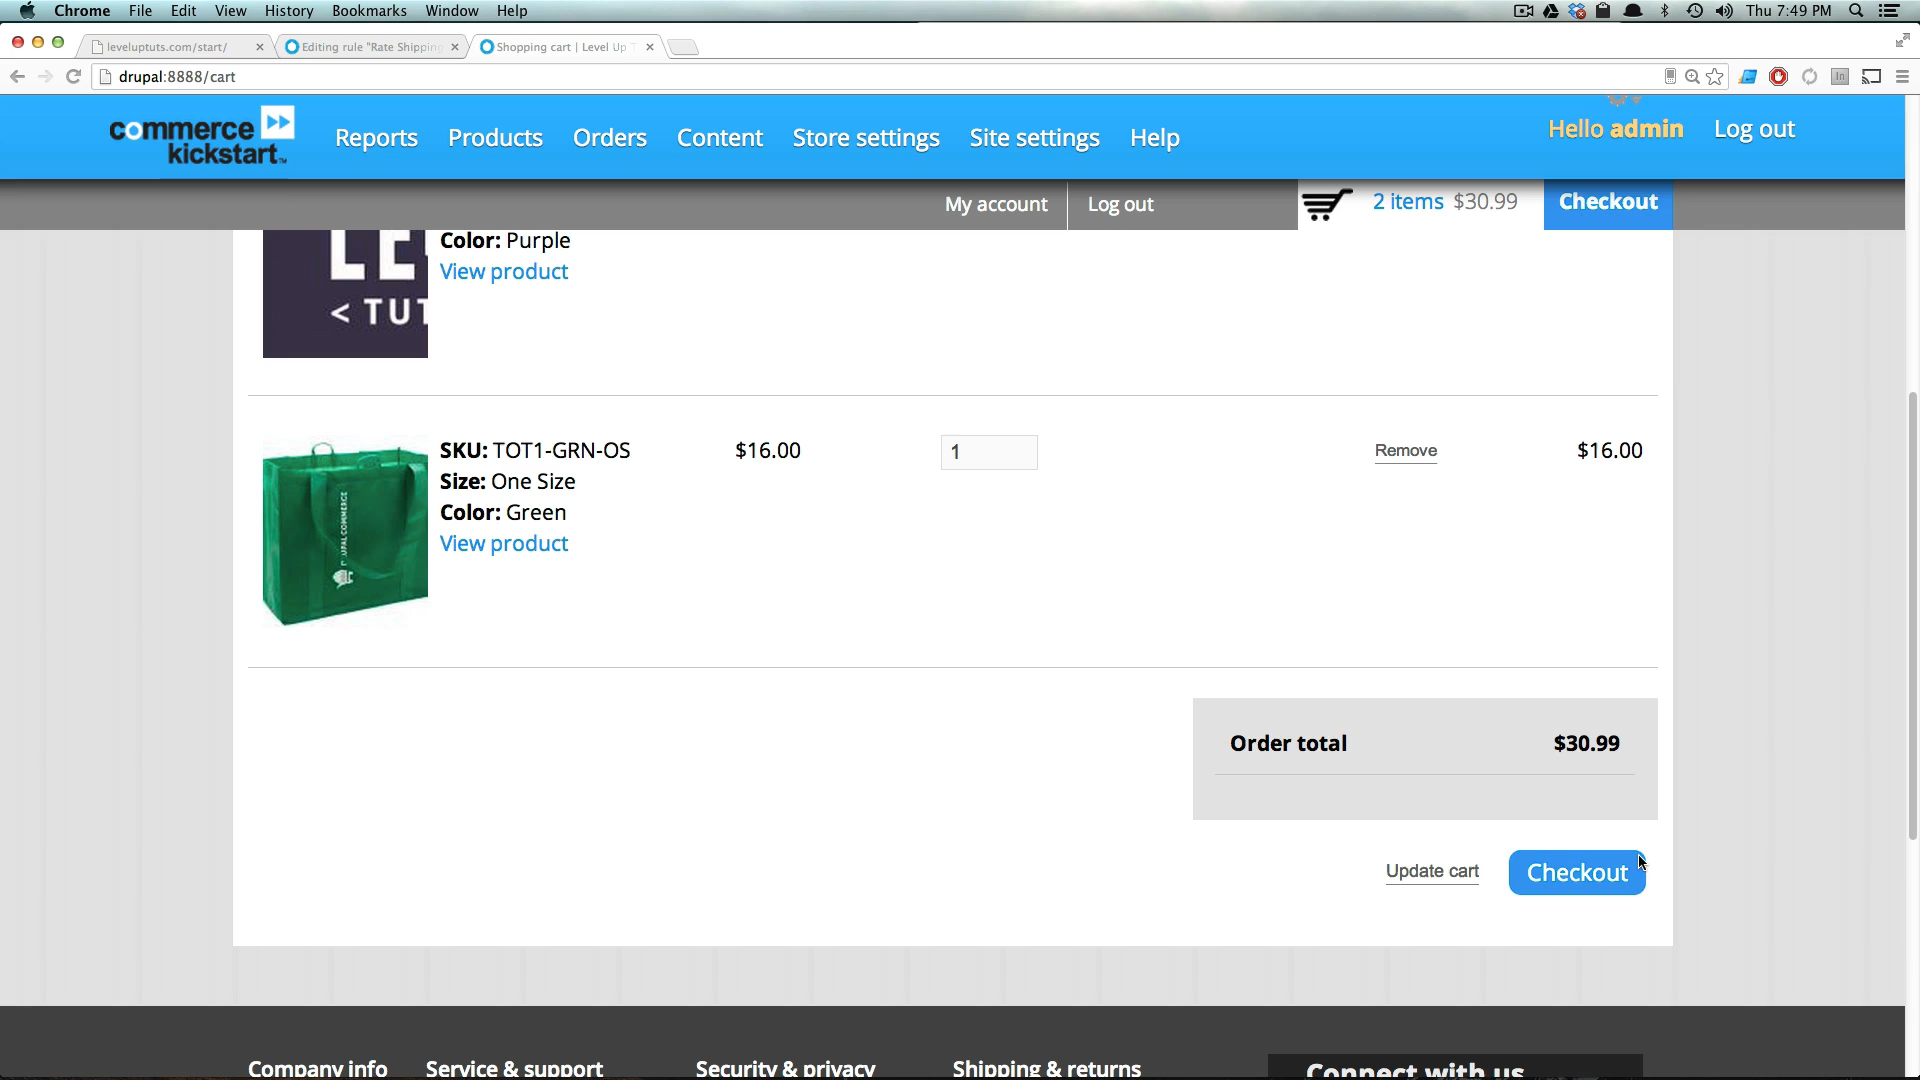 Chrome File Edit View History Bookmarks Window Help Thu 7:49 PM
leveluptuts.com/start/ Editing rule "Rate Shipping Shopping cart | Level Up T
drupal:8888/cart
commerce kickstart
Reports Products Orders Content Store settings Site settings Help
Hello admin Log out
My account Log out 2 items $30.99 Checkout
Color: Purple
View product
< TUT
SKU: TOT1-GRN-OS $16.00 1 Remove $16.00
Size: One Size
Color: Green
View product
Order total $30.99
Update cart Checkout
Company info Service & support Security & privacy Shipping & returns Connect with us